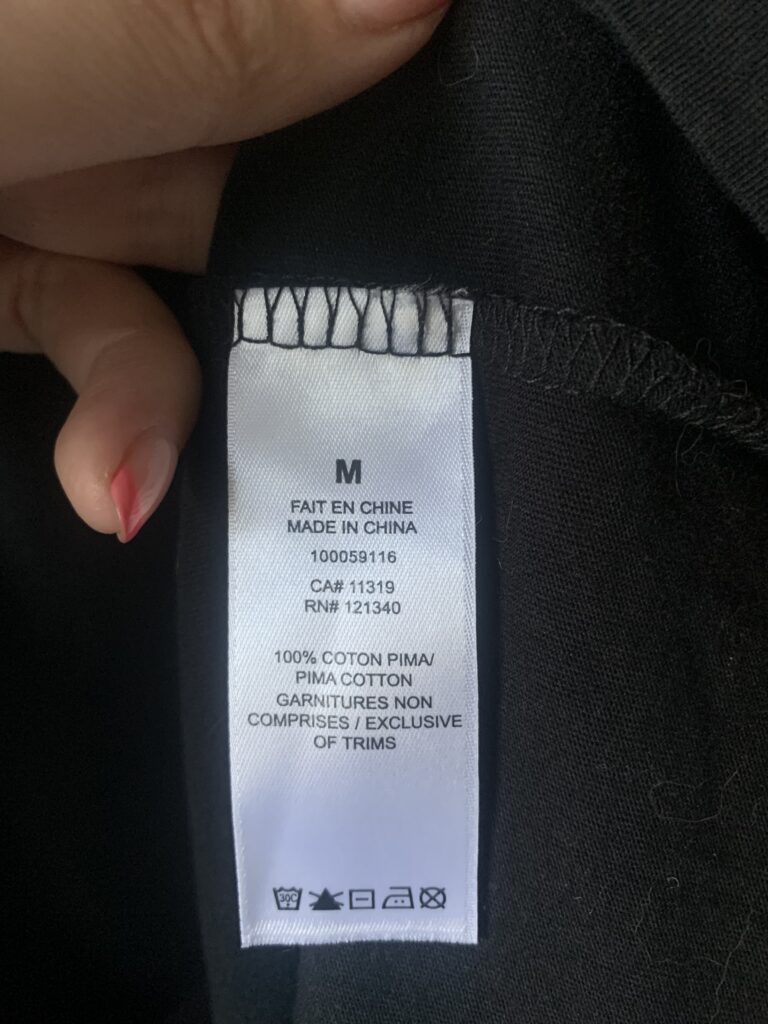 M
FAIT EN CHINE
MADE IN CHINA
100059116
CA# 11319
RN# 121340
100% COTON PIMA/
PIMA COTTON
GARNITURES NON
COMPRISES / EXCLUSIVE
OF TRIMS
30C